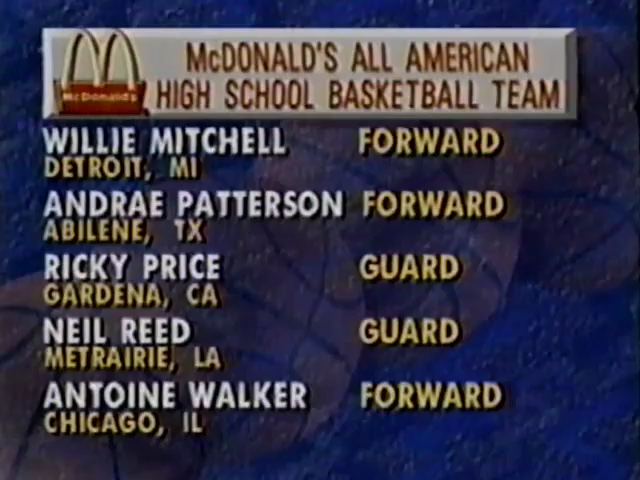 McDONALD'S ALL AMERICAN
McDonald's
HIGH SCHOOL BASKETBALL TEAM
WILLIE MITCHELL FORWARD
DETROIT, MI
ANDRAE PATTERSON FORWARD
ABILENE, TX
RICKY PRICE GUARD
GARDENA, CA
NEIL REED GUARD
METRAIRIE, LA
ANTOINE WALKER FORWARD
CHICAGO, IL